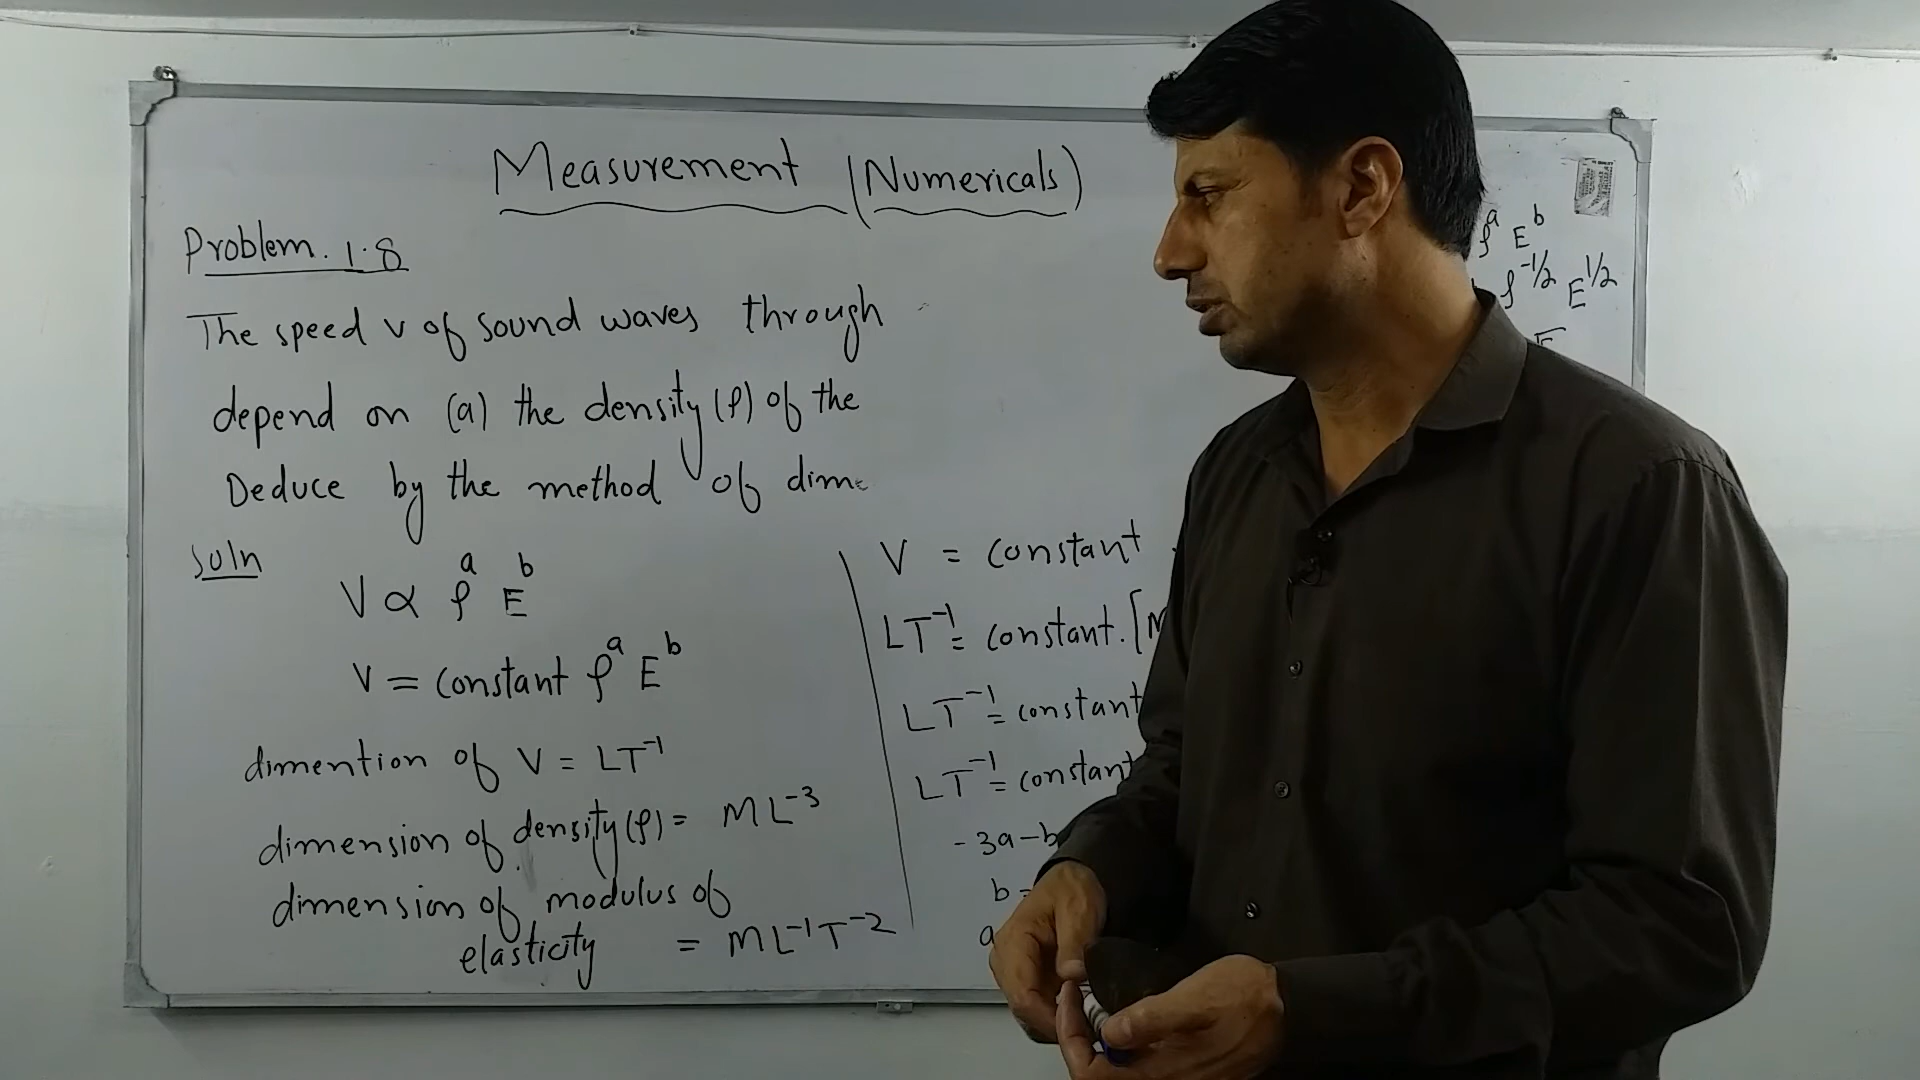 Measurement (Numericals)
Problem. 1.8
The speed v of sound waves through
depend on (a) the density (ρ) of the
Deduce by the method of dime
Soln
V ∝ ρ^a E^b
V = constant ρ^a E^b
dimention of V = LT^-1
dimension of density (ρ) = ML^-3
dimension of modulus of
elasticity = ML^-1T^-2
V = constant
LT^-1 = constant. [M
LT^-1 = constant
LT^-1 = constant
-3a-b
b =
a
ρ^a E^b
ρ^-1/2 E^1/2